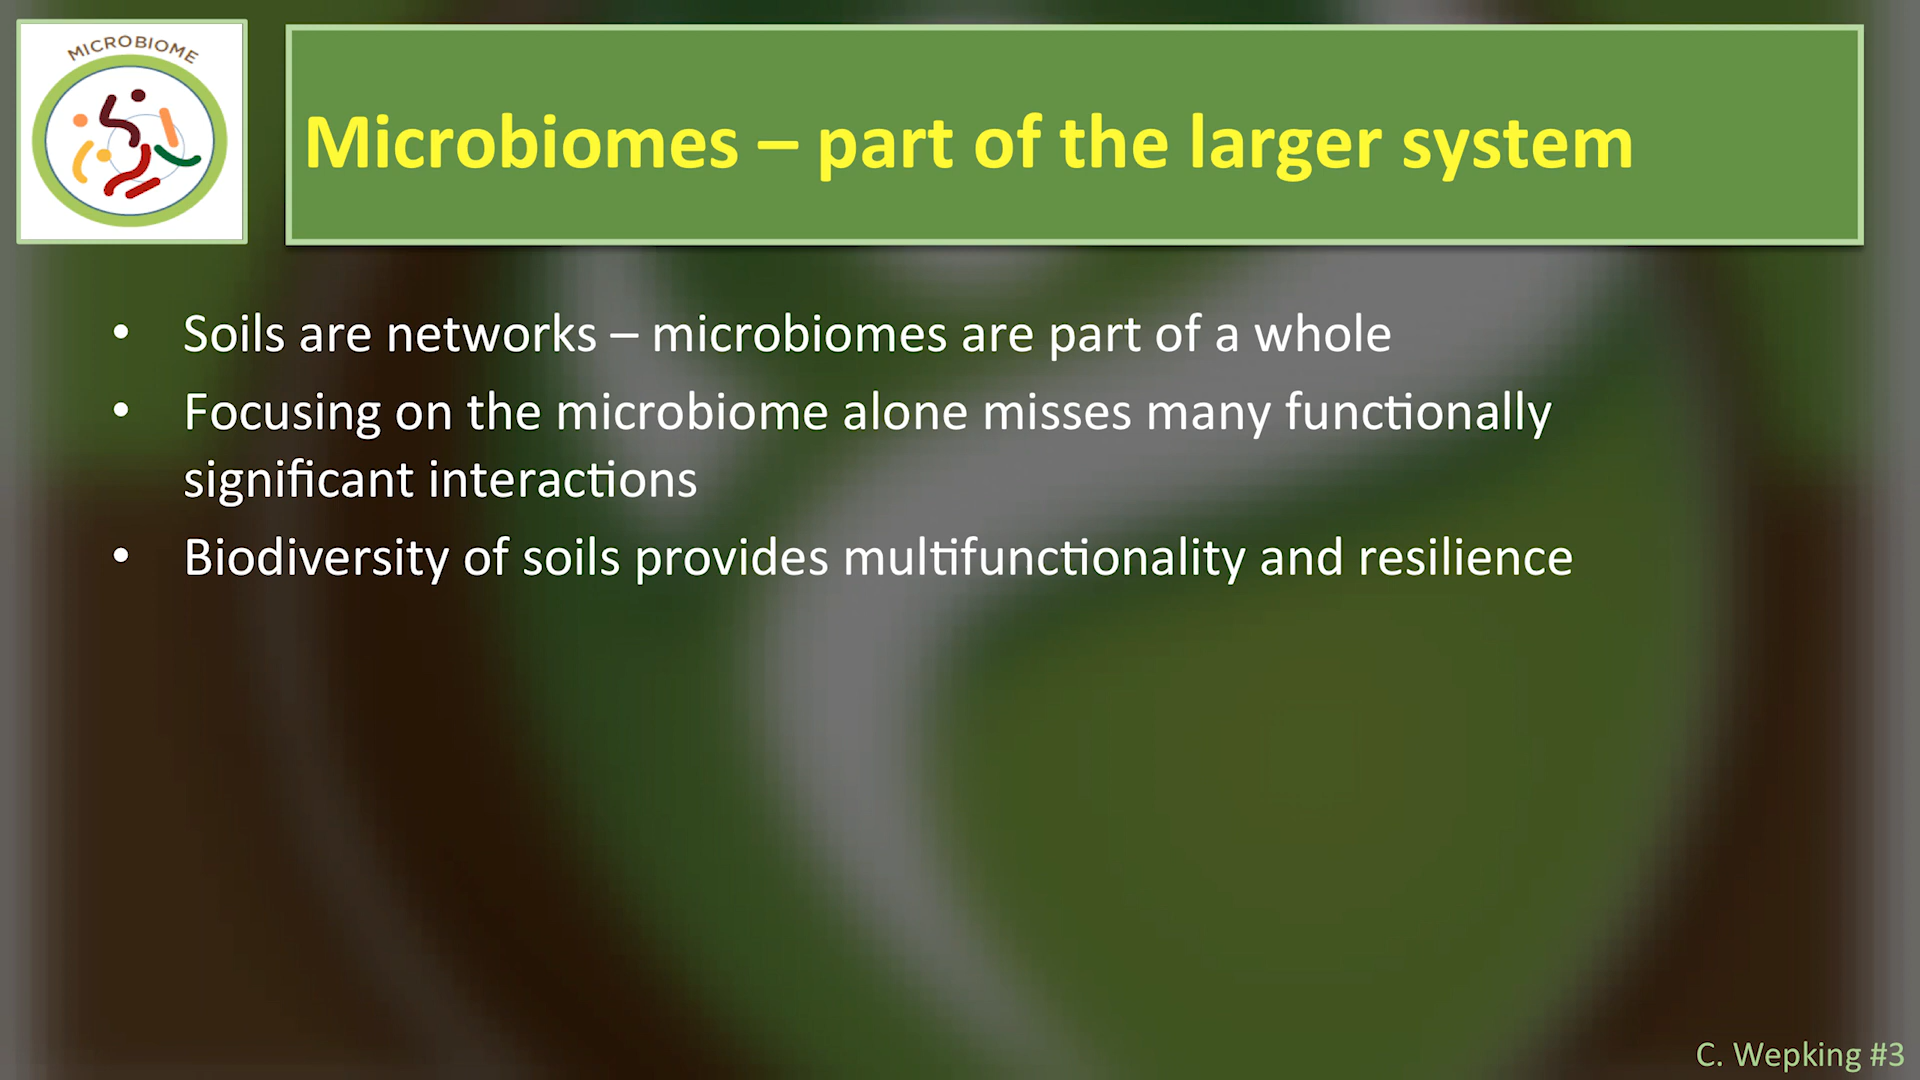 MICROBIOME
Microbiomes – part of the larger system
• Soils are networks – microbiomes are part of a whole
• Focusing on the microbiome alone misses many functionally
significant interactions
• Biodiversity of soils provides multifunctionality and resilience
C. Wepking #3